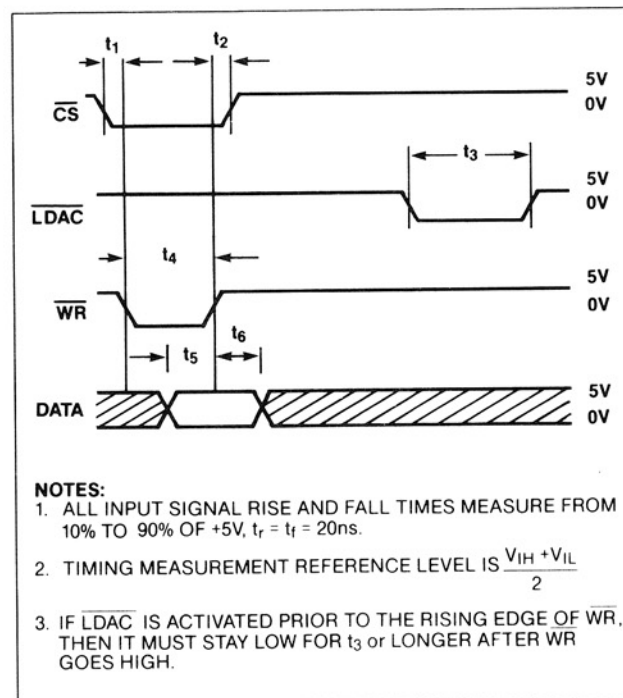 t1
t2
CS
5V
0V
t3
LDAC
5V
0V
t4
WR
5V
0V
t5
t6
DATA
5V
0V
NOTES:
1. ALL INPUT SIGNAL RISE AND FALL TIMES MEASURE FROM
10% TO 90% OF +5V, tr = tf = 20ns.
2. TIMING MEASUREMENT REFERENCE LEVEL IS VIH +VIL
2
3. IF LDAC IS ACTIVATED PRIOR TO THE RISING EDGE OF WR,
THEN IT MUST STAY LOW FOR t3 or LONGER AFTER WR
GOES HIGH.